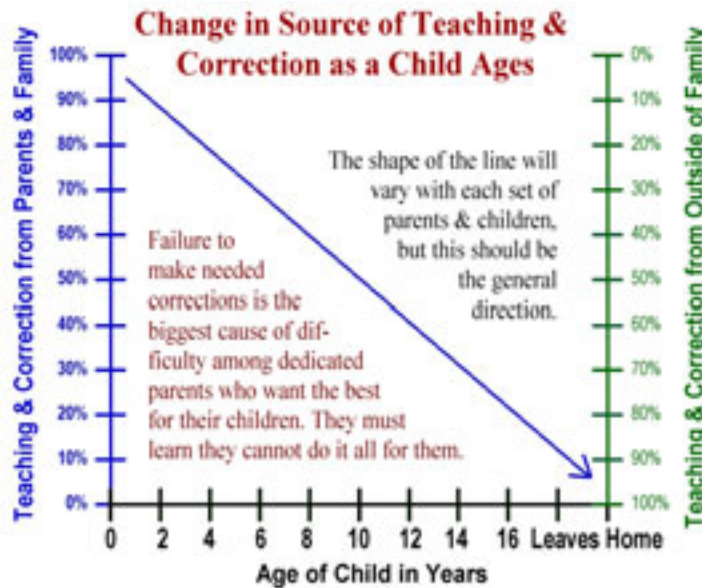 Change in Source of Teaching &
Correction as a Child Ages
Teaching & Correction from Parents & Family
100%
90%
80%
70%
60%
50%
40%
30%
20%
10%
0%
The shape of the line will
vary with each set of
parents & children,
but this should be
the general
direction.
Failure to
make needed
corrections is the
biggest cause of dif-
ficulty among dedicated
parents who want the best
for their children. They must
learn they cannot do it all for them.
0%
10%
20%
30%
40%
50%
60%
70%
80%
90%
100%
Teaching & Correction from Outside of Family
0 2 4 6 8 10 12 14 16 Leaves Home
Age of Child in Years